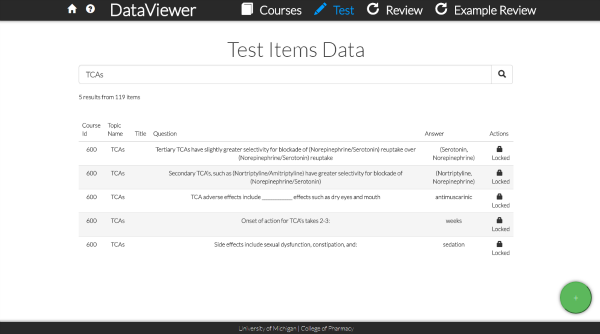 DataViewer Courses Test Review Example Review
Test Items Data
TCAs
5 results from 119 items
Course Id Topic Name Title Question Answer Actions
600 TCAs Tertiary TCAs have slightly greater selectivity for blockade of (Norepinephrine/Serotonin) reuptake over (Serotonin,
(Norepinephrine/Serotonin) reuptake Norepinephrine) Locked
600 TCAs Secondary TCA's, such as (Nortriptyline/Amitriptyline) have greater selectivity for blockade of (Nortriptyline,
(Norepinephrine/Serotonin) Norepinephrine) Locked
600 TCAs TCA adverse effects include __________ effects such as dry eyes and mouth antimuscarinic
Locked
600 TCAs Onset of action for TCA's takes 2-3: weeks
Locked
600 TCAs Side effects include sexual dysfunction, constipation, and: sedation
Locked
+
University of Michigan | College of Pharmacy